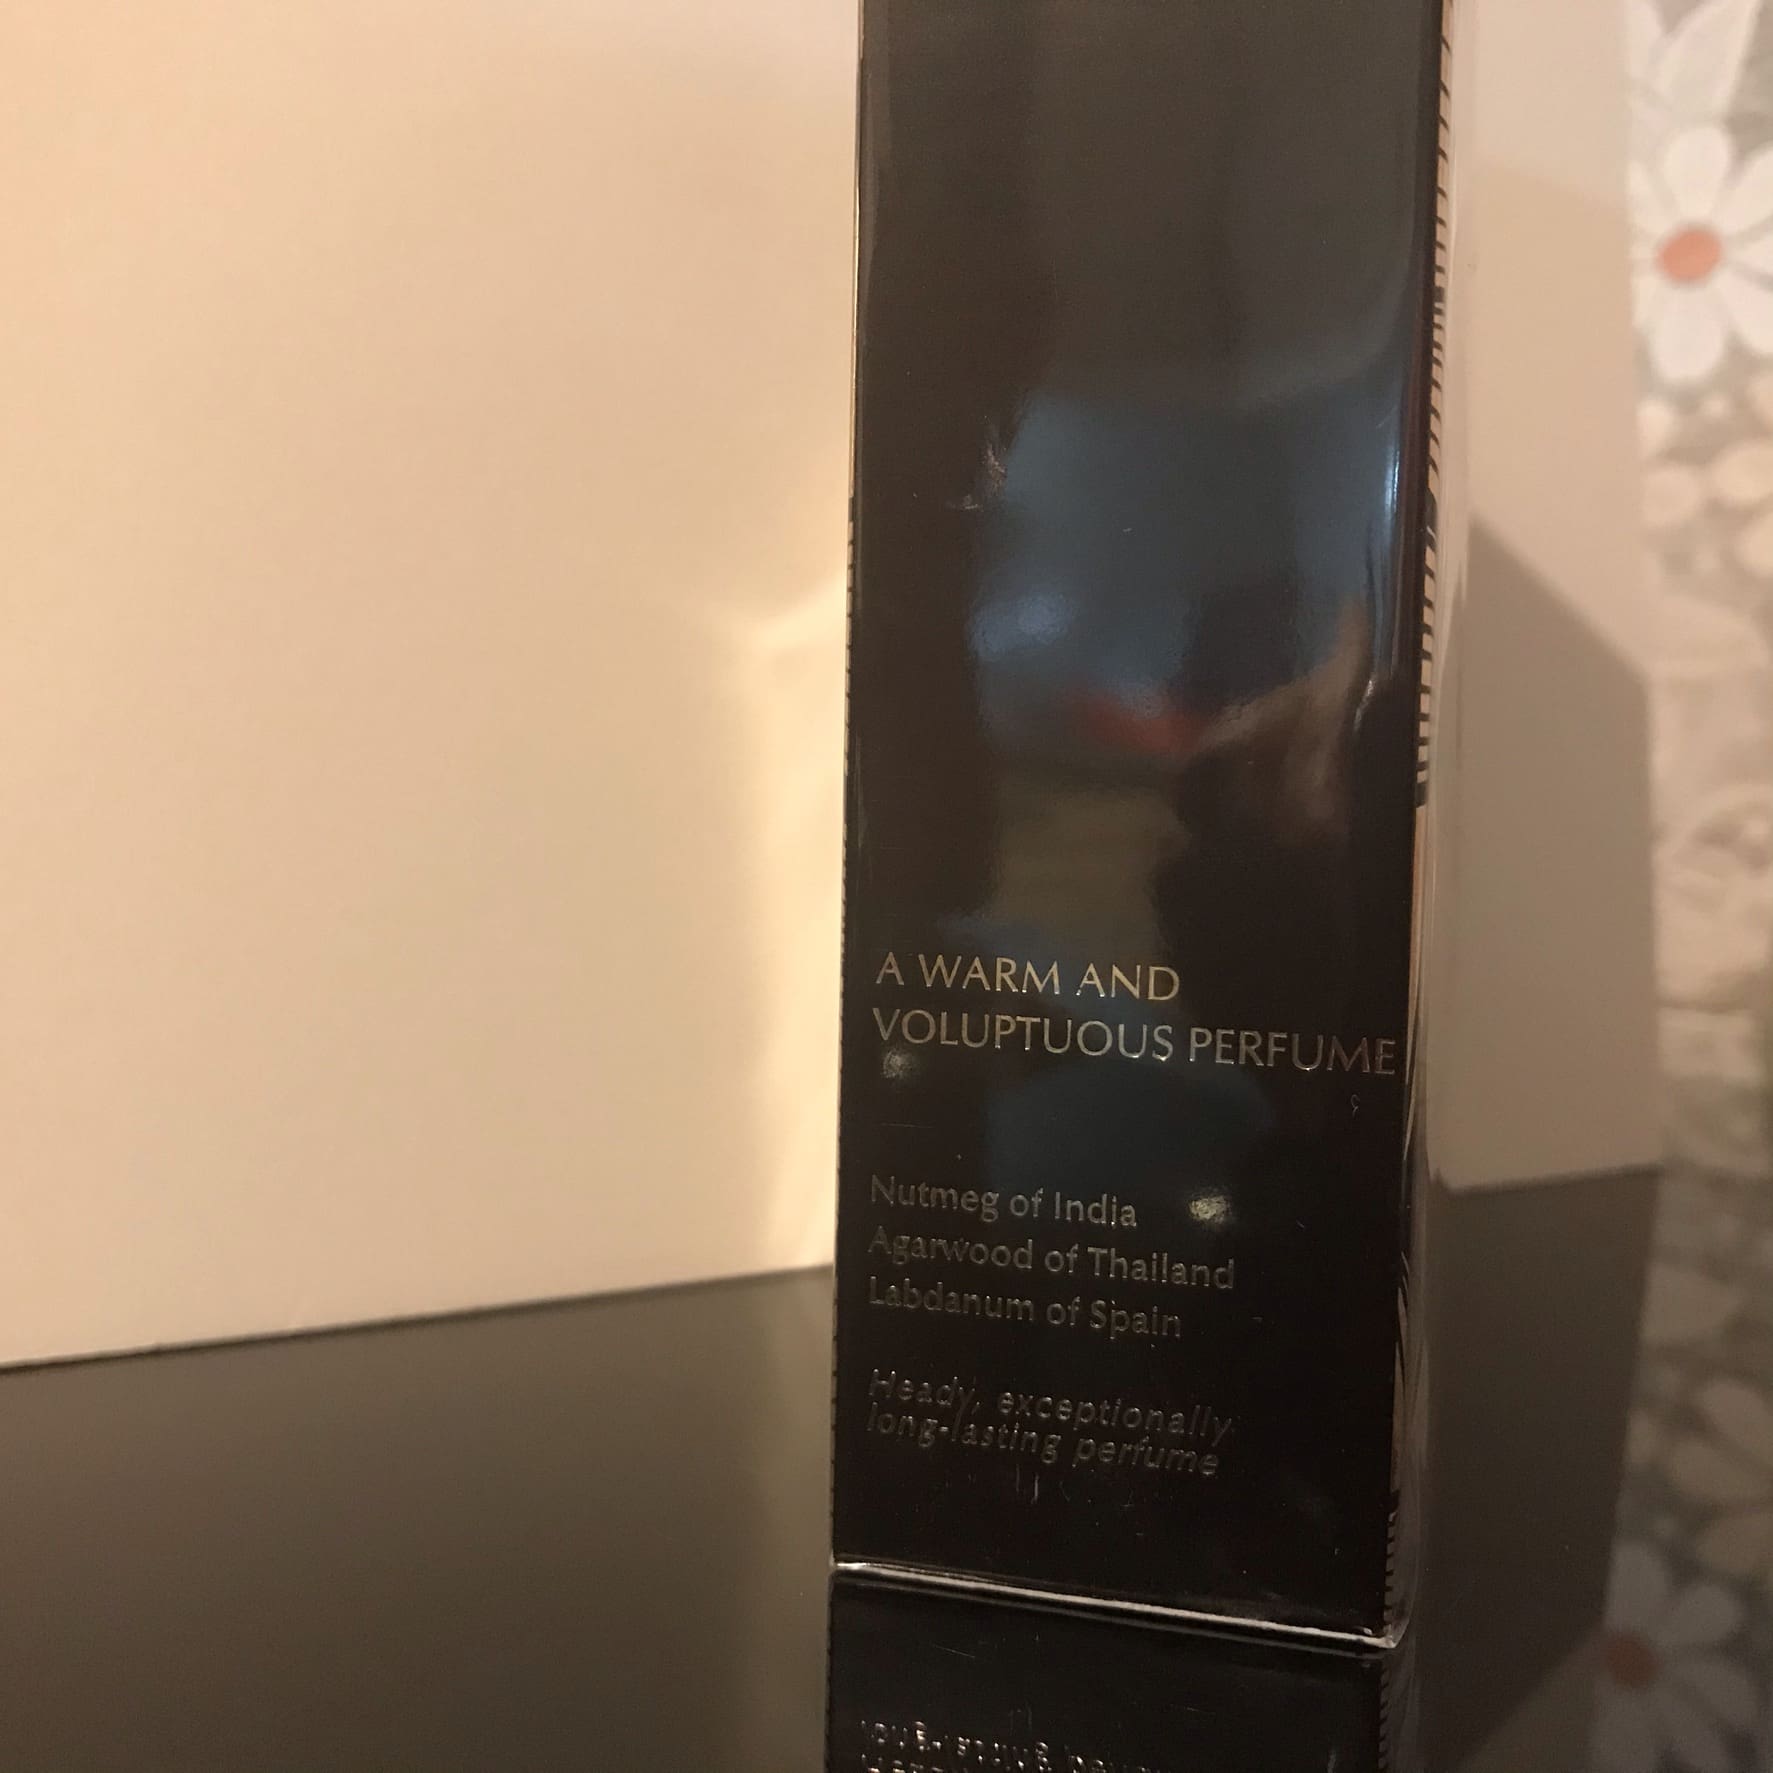 A WARM AND
VOLUPTUOUS PERFUME
Nutmeg of India
Agarwood of Thailand
Labdanum of Spain
Heady, exceptionally
long-lasting perfume